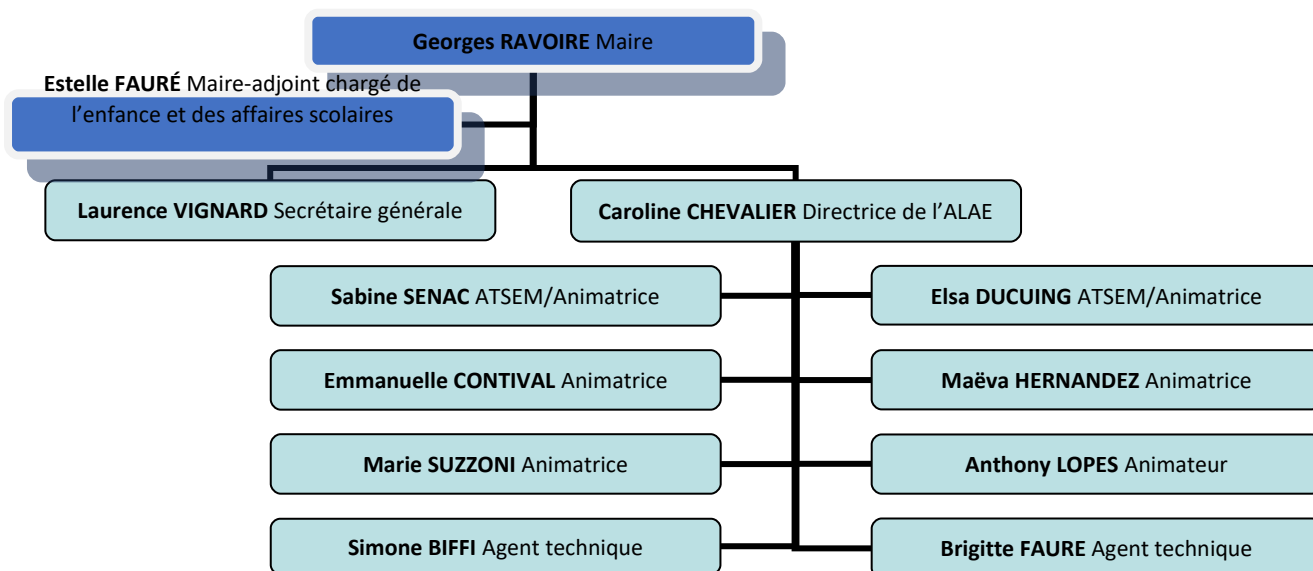 Georges RAVOIRE Maire
Estelle FAURÉ Maire-adjoint chargé de
l’enfance et des affaires scolaires
Laurence VIGNARD Secrétaire générale
Caroline CHEVALIER Directrice de l’ALAE
Sabine SENAC ATSEM/Animatrice
Elsa DUCUING ATSEM/Animatrice
Emmanuelle CONTIVAL Animatrice
Maëva HERNANDEZ Animatrice
Marie SUZZONI Animatrice
Anthony LOPES Animateur
Simone BIFFI Agent technique
Brigitte FAURE Agent technique